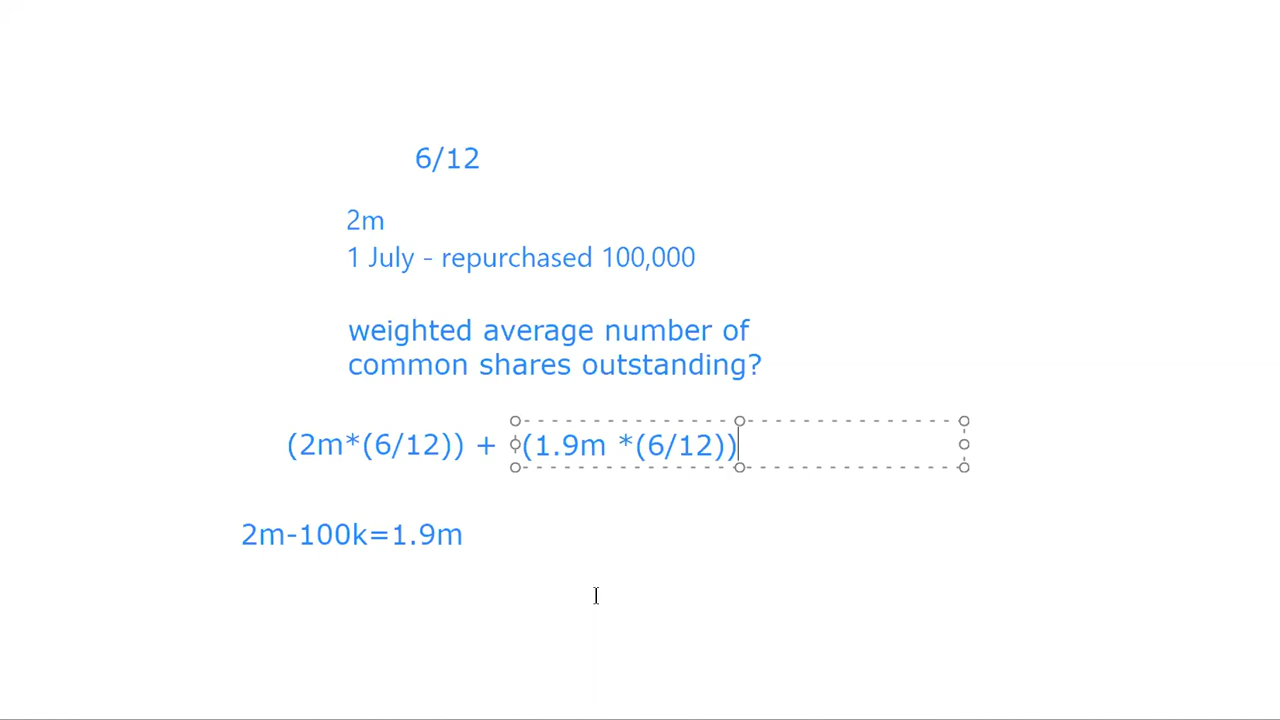 6/12
2m
1 July - repurchased 100,000
weighted average number of
common shares outstanding?
(2m*(6/12)) + (1.9m *(6/12))
2m-100k=1.9m